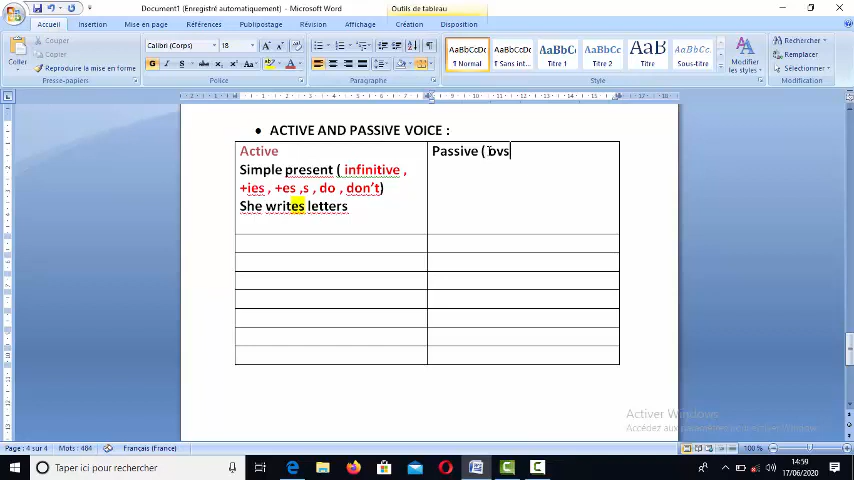 Document1 (Enregistré automatiquement) - Microsoft Word
Outils de tableau
Accueil Insertion Mise en page Références Publipostage Révision Affichage Création Disposition
Coller
Couper
Copier
Reproduire la mise en forme
Presse-papiers
Calibri (Corps) 18
Police
Paragraphe
AaBbCcDc AaBbCcDc AaBbC AaBbCc AaB AaBbCc
¶ Normal ¶ Sans int... Titre 1 Titre 2 Titre Sous-titre
Style
Modifier les styles
Rechercher
Remplacer
Sélectionner
Modification
• ACTIVE AND PASSIVE VOICE :
Active
Simple present ( infinitive ,
+ies , +es ,s , do , don't)
She writes letters
Passive ( ovs
Activer Windows
Page : 4 sur 4 Mots : 484 Français (France)
100 %
Taper ici pour rechercher
14:59
17/06/2020